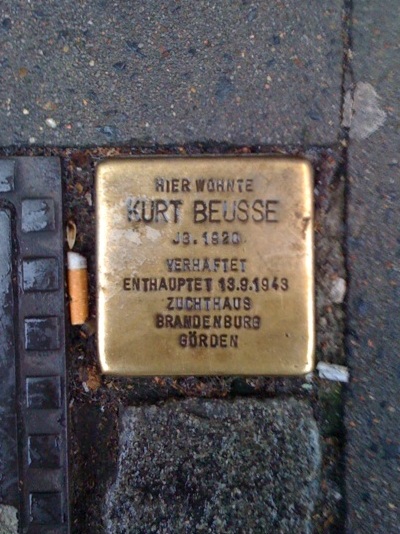 HIER WOHNTE
KURT BEUSSE
JG. 1920
VERHAFTET
ENTHAUPTET 13.9.1943
ZUCHTHAUS
BRANDENBURG
GÖRDEN